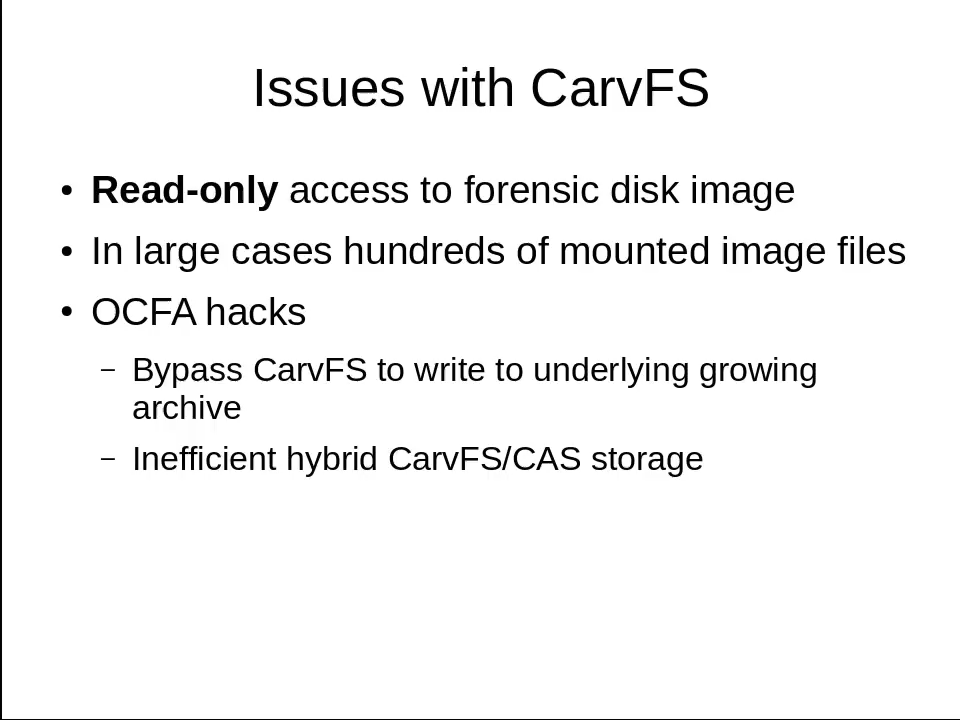 Issues with CarvFS
• Read-only access to forensic disk image
• In large cases hundreds of mounted image files
• OCFA hacks
– Bypass CarvFS to write to underlying growing
archive
– Inefficient hybrid CarvFS/CAS storage